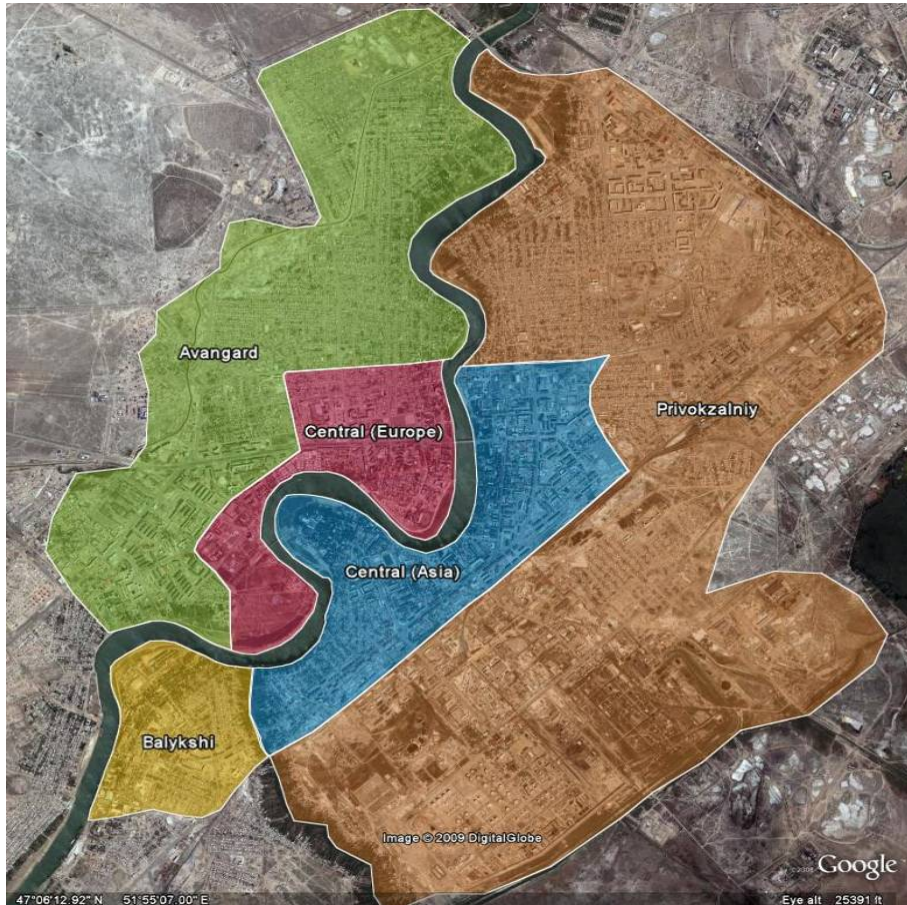 Avangard
Central (Europe)
Privokzalniy
Central (Asia)
Balykshi
Image © 2009 DigitalGlobe
Google
47°06'12.92" N 51°55'07.00" E
Eye alt 25391 ft